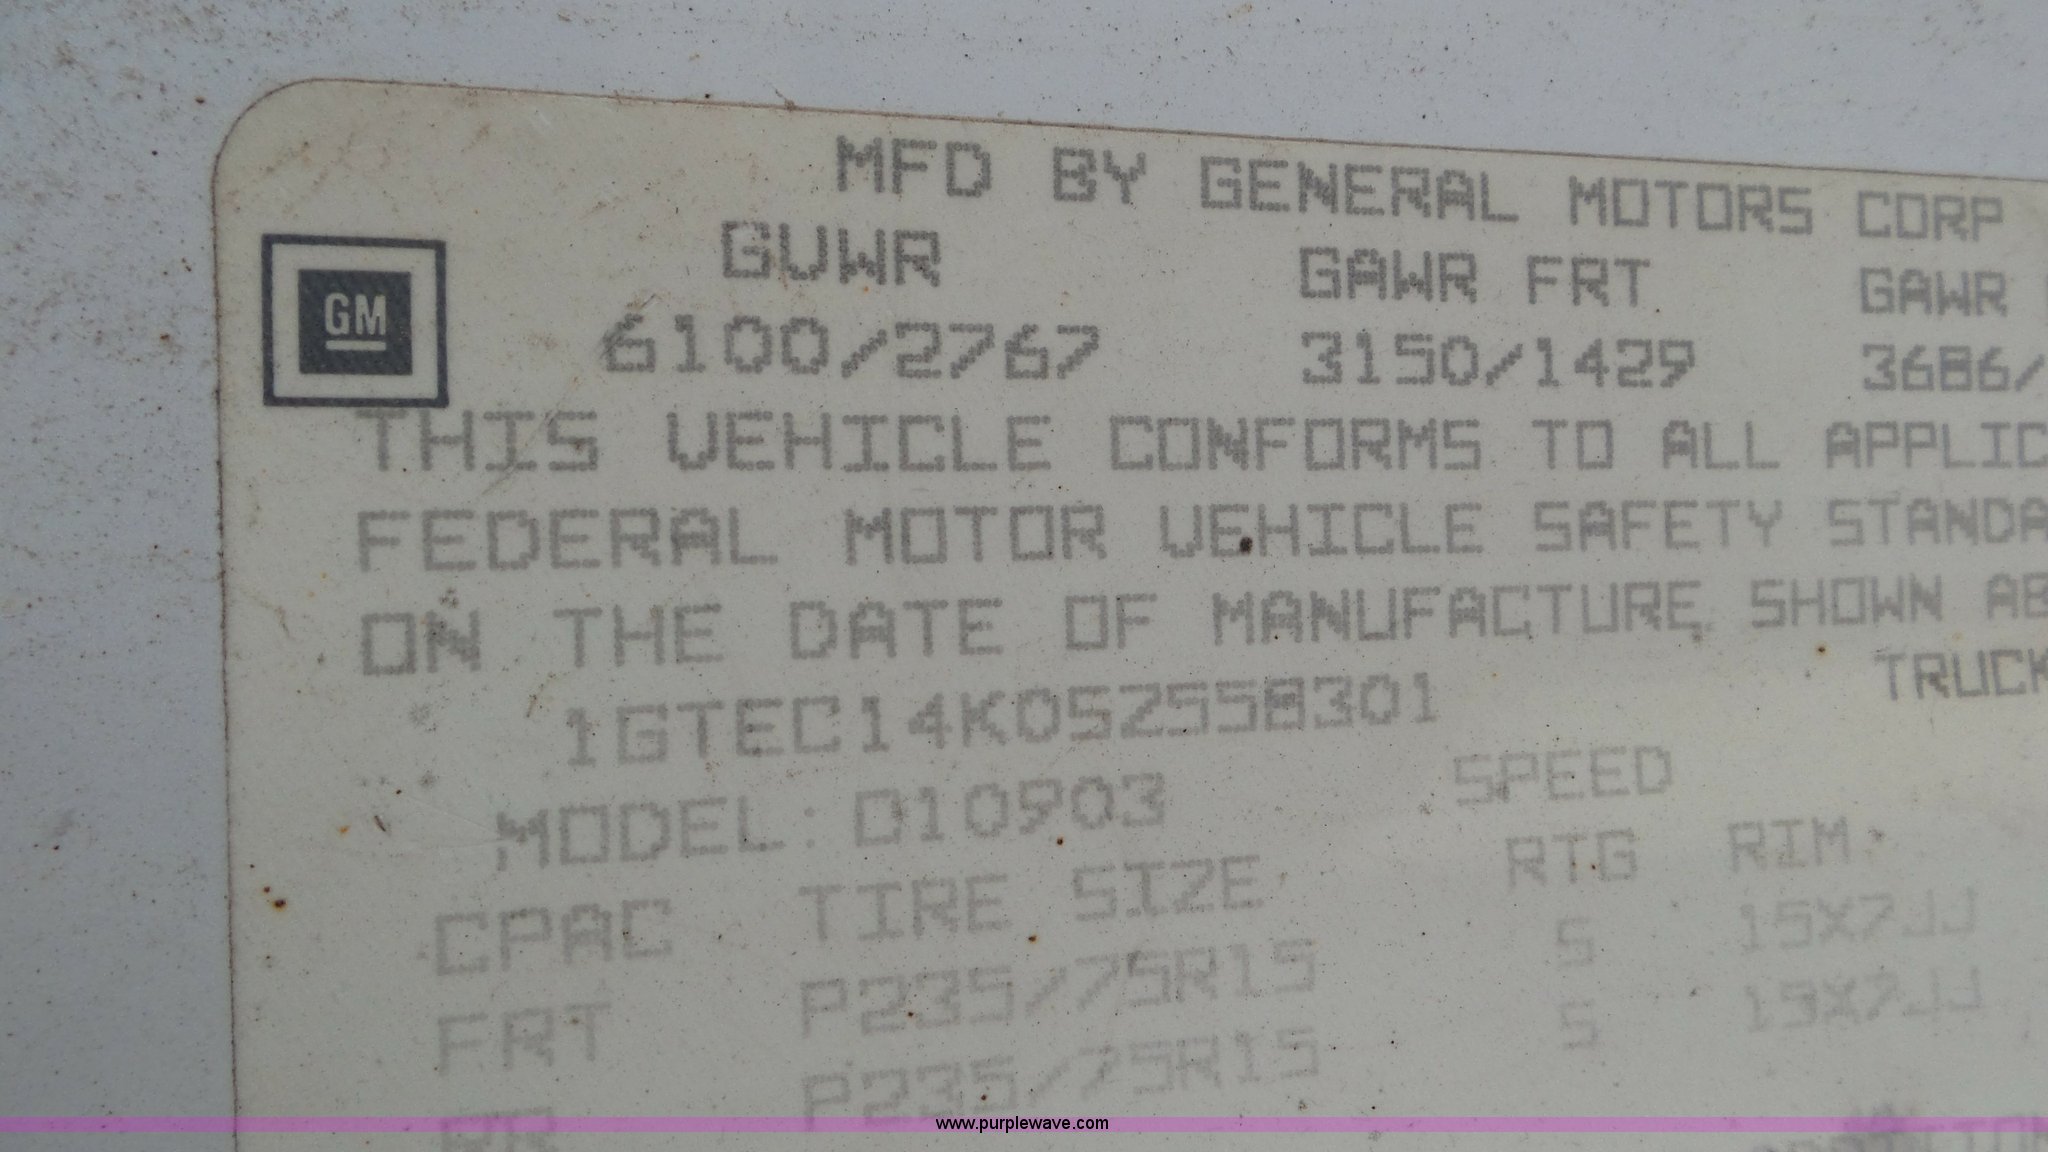 MFD BY GENERAL MOTORS CORP
GVWR GAWR FRT GAWR
GM
6100/2767 3150/1429 3686/
THIS VEHICLE CONFORMS TO ALL APPLIC
FEDERAL MOTOR VEHICLE SAFETY STANDA
ON THE DATE OF MANUFACTURE SHOWN AB
1GTEC14K0SZ558301 TRUCK
MODEL: D10903 SPEED
CPAC TIRE SIZE RTG RIM
FRT P235/75R15 S 15X7JJ
RR P235/75R15 S 15X7JJ
www.purplewave.com